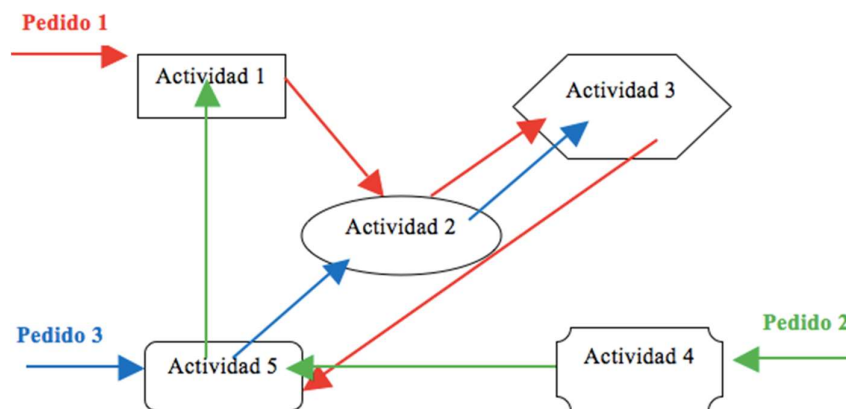 Pedido 1
Actividad 1
Actividad 3
Actividad 2
Pedido 3
Actividad 5
Actividad 4
Pedido 2